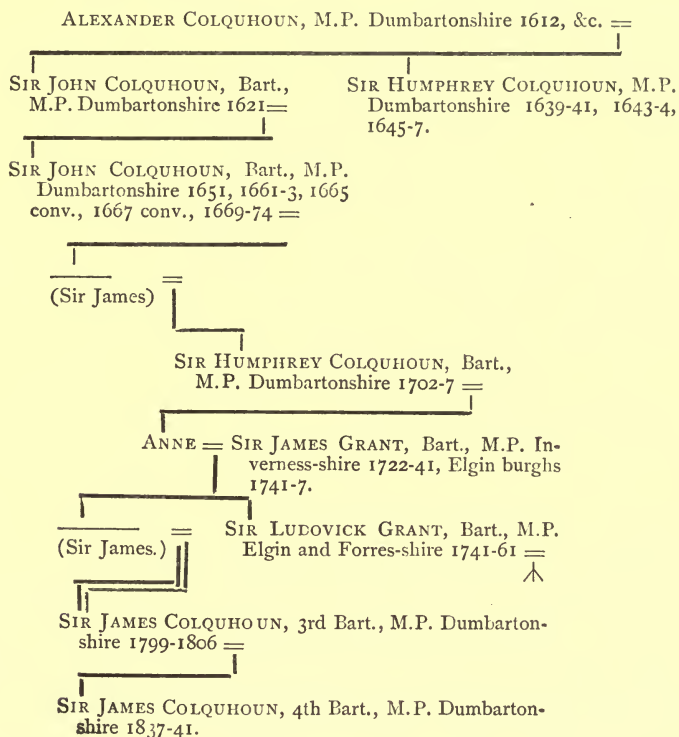 ALEXANDER COLQUHOUN, M.P. Dumbartonshire 1612, &c. =
SIR JOHN COLQUHOUN, Bart.,
M.P. Dumbartonshire 1621=
SIR HUMPHREY COLQUHOUN, M.P.
Dumbartonshire 1639-41, 1643-4,
1645-7.
SIR JOHN COLQUHOUN, Bart., M.P.
Dumbartonshire 1651, 1661-3, 1665
conv., 1667 conv., 1669-74 =
(Sir James) =
SIR HUMPHREY COLQUHOUN, Bart.,
M.P. Dumbartonshire 1702-7 =
ANNE = SIR JAMES GRANT, Bart., M.P. In-
verness-shire 1722-41, Elgin burghs
1741-7.
(Sir James.) =
SIR LUDOVICK GRANT, Bart., M.P.
Elgin and Forres-shire 1741-61 =
SIR JAMES COLQUHOUN, 3rd Bart., M.P. Dumbarton-
shire 1799-1806 =
SIR JAMES COLQUHOUN, 4th Bart., M.P. Dumbarton-
shire 1837-41.